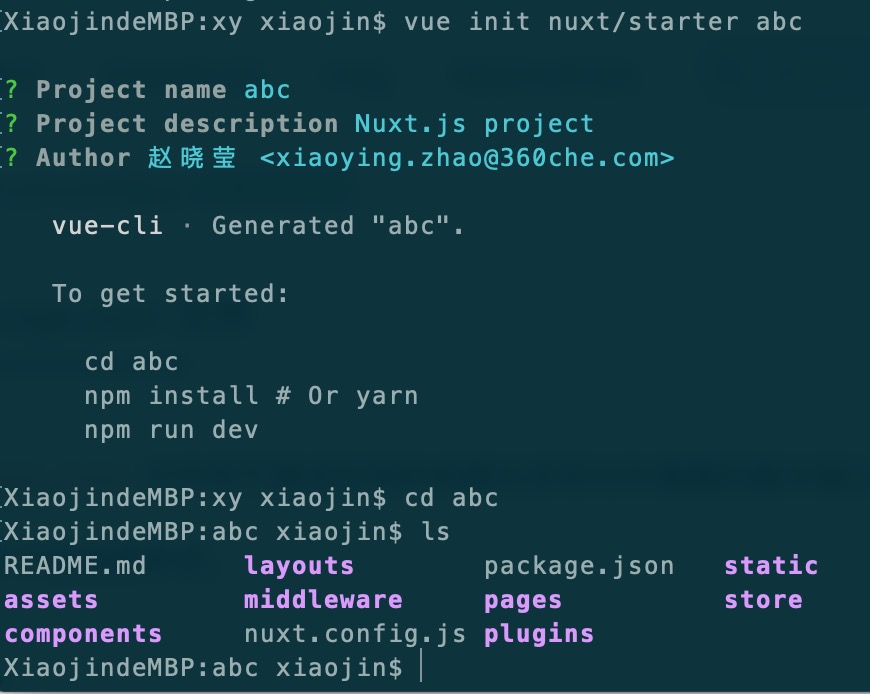 XiaojindeMBP:xy xiaojin$ vue init nuxt/starter abc
? Project name abc
? Project description Nuxt.js project
? Author 赵晓莹 <xiaoying.zhao@360che.com>
vue-cli · Generated "abc".
To get started:
cd abc
npm install # Or yarn
npm run dev
XiaojindeMBP:xy xiaojin$ cd abc
XiaojindeMBP:abc xiaojin$ ls
README.md layouts package.json static
assets middleware pages store
components nuxt.config.js plugins
XiaojindeMBP:abc xiaojin$